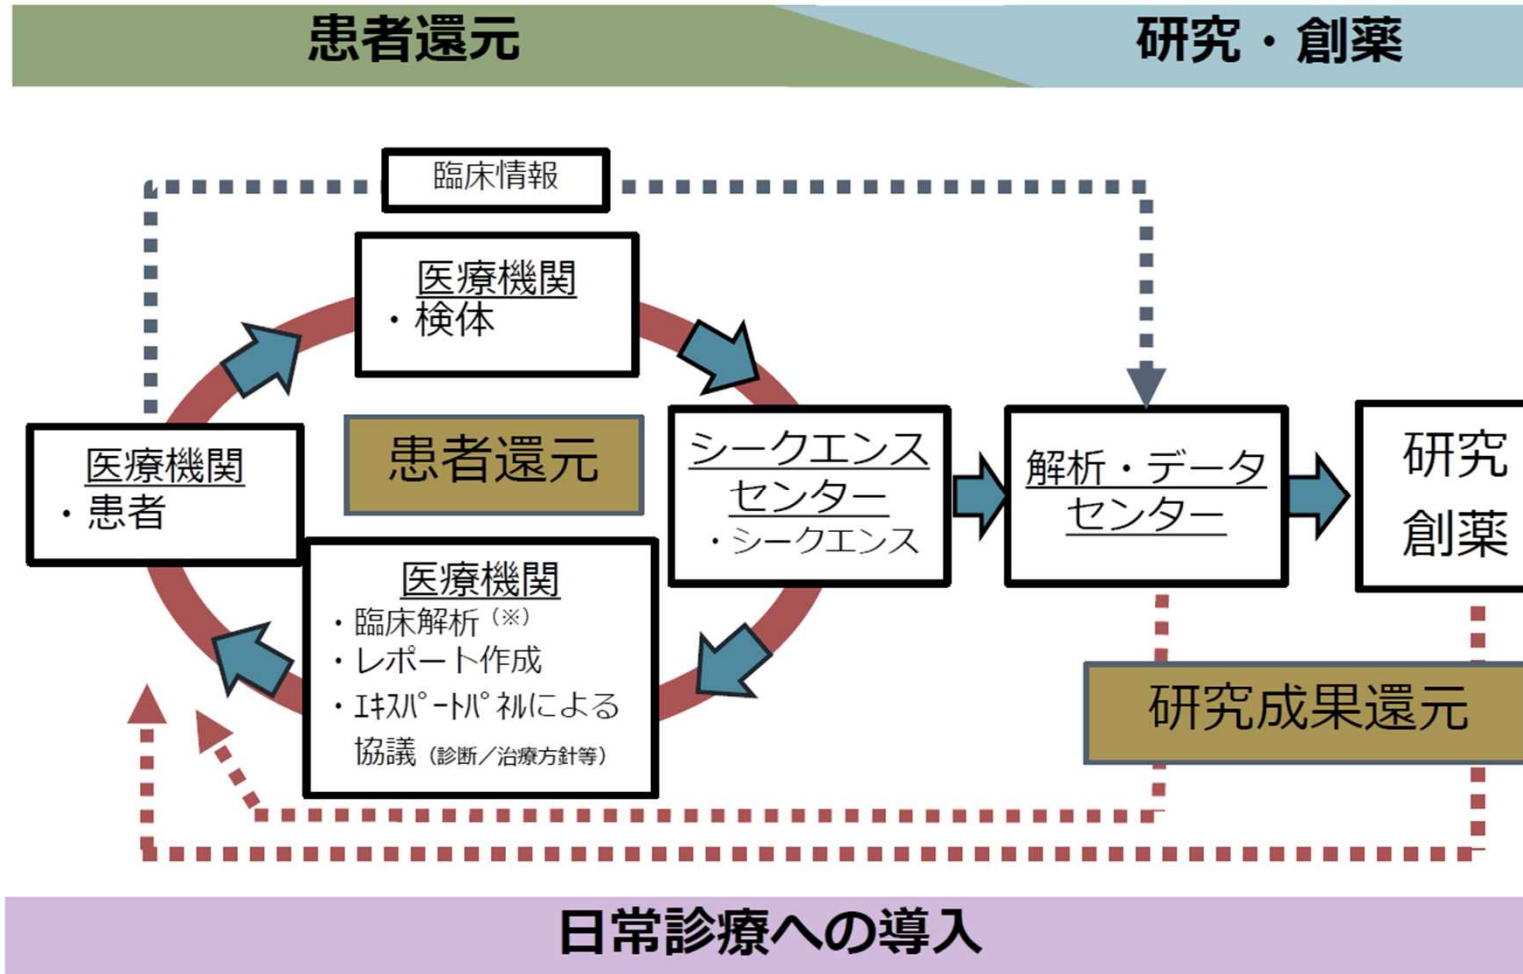 患者還元
研究・創薬
臨床情報
医療機関
・検体
医療機関
・患者
患者還元
シークエンス
センター
・シークエンス
解析・データ
センター
研究
創薬
医療機関
・臨床解析（※）
・レポート作成
・ｴｷｽﾊﾟｰﾄﾊﾟﾈﾙによる
協議（診断／治療方針等）
研究成果還元
日常診療への導入